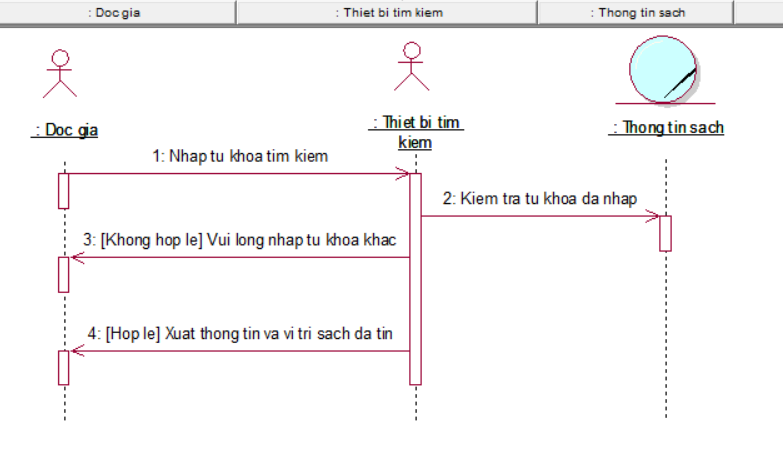 : Doc gia
: Thiet bi tim kiem
: Thong tin sach
: Doc gia
: Thiet bi tim
kiem
: Thong tin sach
1: Nhap tu khoa tim kiem
2: Kiem tra tu khoa da nhap
3: [Khong hop le] Vui long nhap tu khoa khac
4: [Hop le] Xuat thong tin va vi tri sach da tin